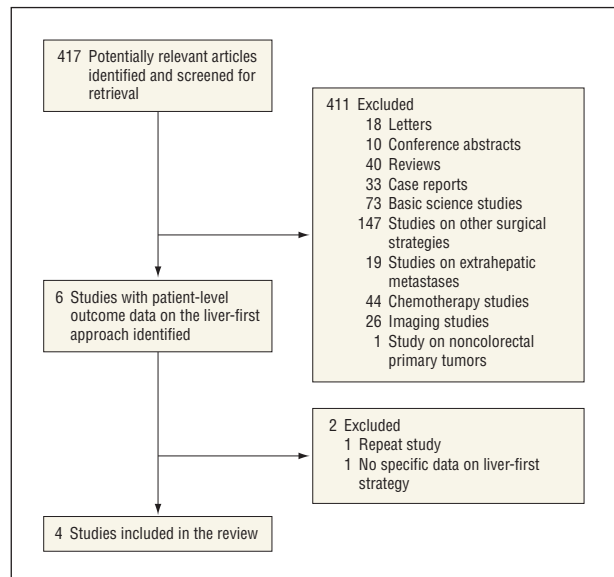 417 Potentially relevant articles
identified and screened for
retrieval
411 Excluded
18 Letters
10 Conference abstracts
40 Reviews
33 Case reports
73 Basic science studies
147 Studies on other surgical
strategies
19 Studies on extrahepatic
metastases
44 Chemotherapy studies
26 Imaging studies
1 Study on noncolorectal
primary tumors
6 Studies with patient-level
outcome data on the liver-first
approach identified
2 Excluded
1 Repeat study
1 No specific data on liver-first
strategy
4 Studies included in the review